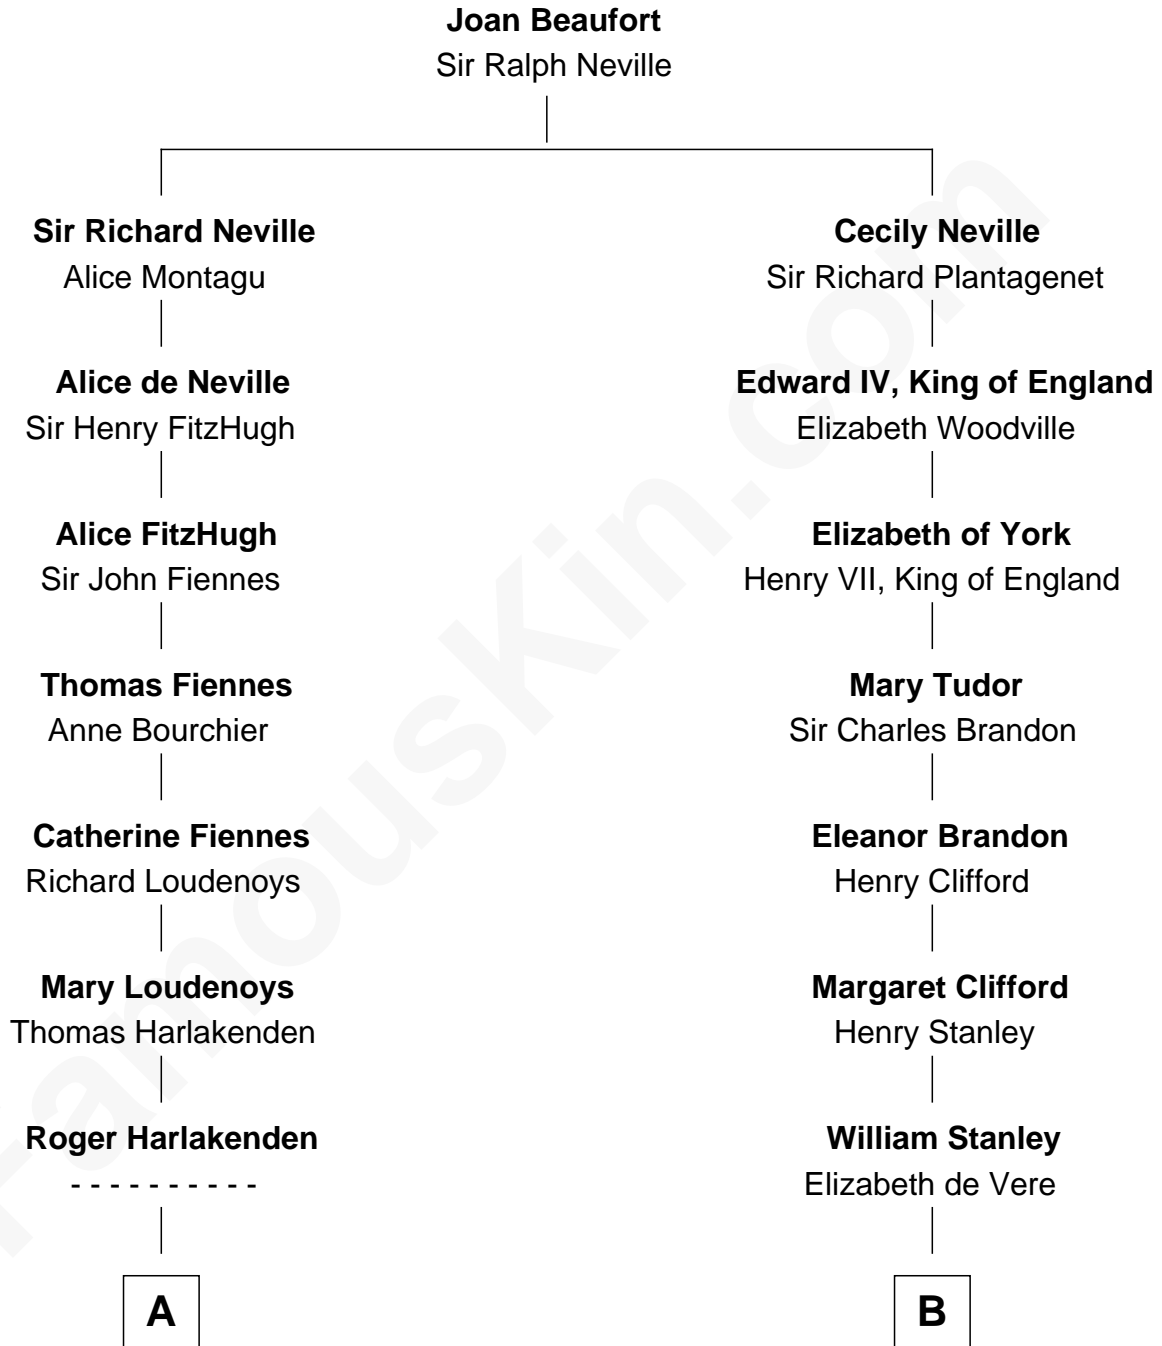 Joan Beaufort
Sir Ralph Neville
Sir Richard Neville
Alice Montagu
Cecily Neville
Sir Richard Plantagenet
Alice de Neville
Sir Henry FitzHugh
Edward IV, King of England
Elizabeth Woodville
Alice FitzHugh
Sir John Fiennes
Elizabeth of York
Henry VII, King of England
Thomas Fiennes
Anne Bourchier
Mary Tudor
Sir Charles Brandon
Catherine Fiennes
Richard Loudenoys
Eleanor Brandon
Henry Clifford
Mary Loudenoys
Thomas Harlakenden
Margaret Clifford
Henry Stanley
Roger Harlakenden
- - - - - - - - - -
William Stanley
Elizabeth de Vere
A
B
FamousKin.com